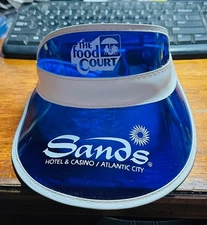 THE
food
COURT
Sands
HOTEL & CASINO / ATLANTIC CITY